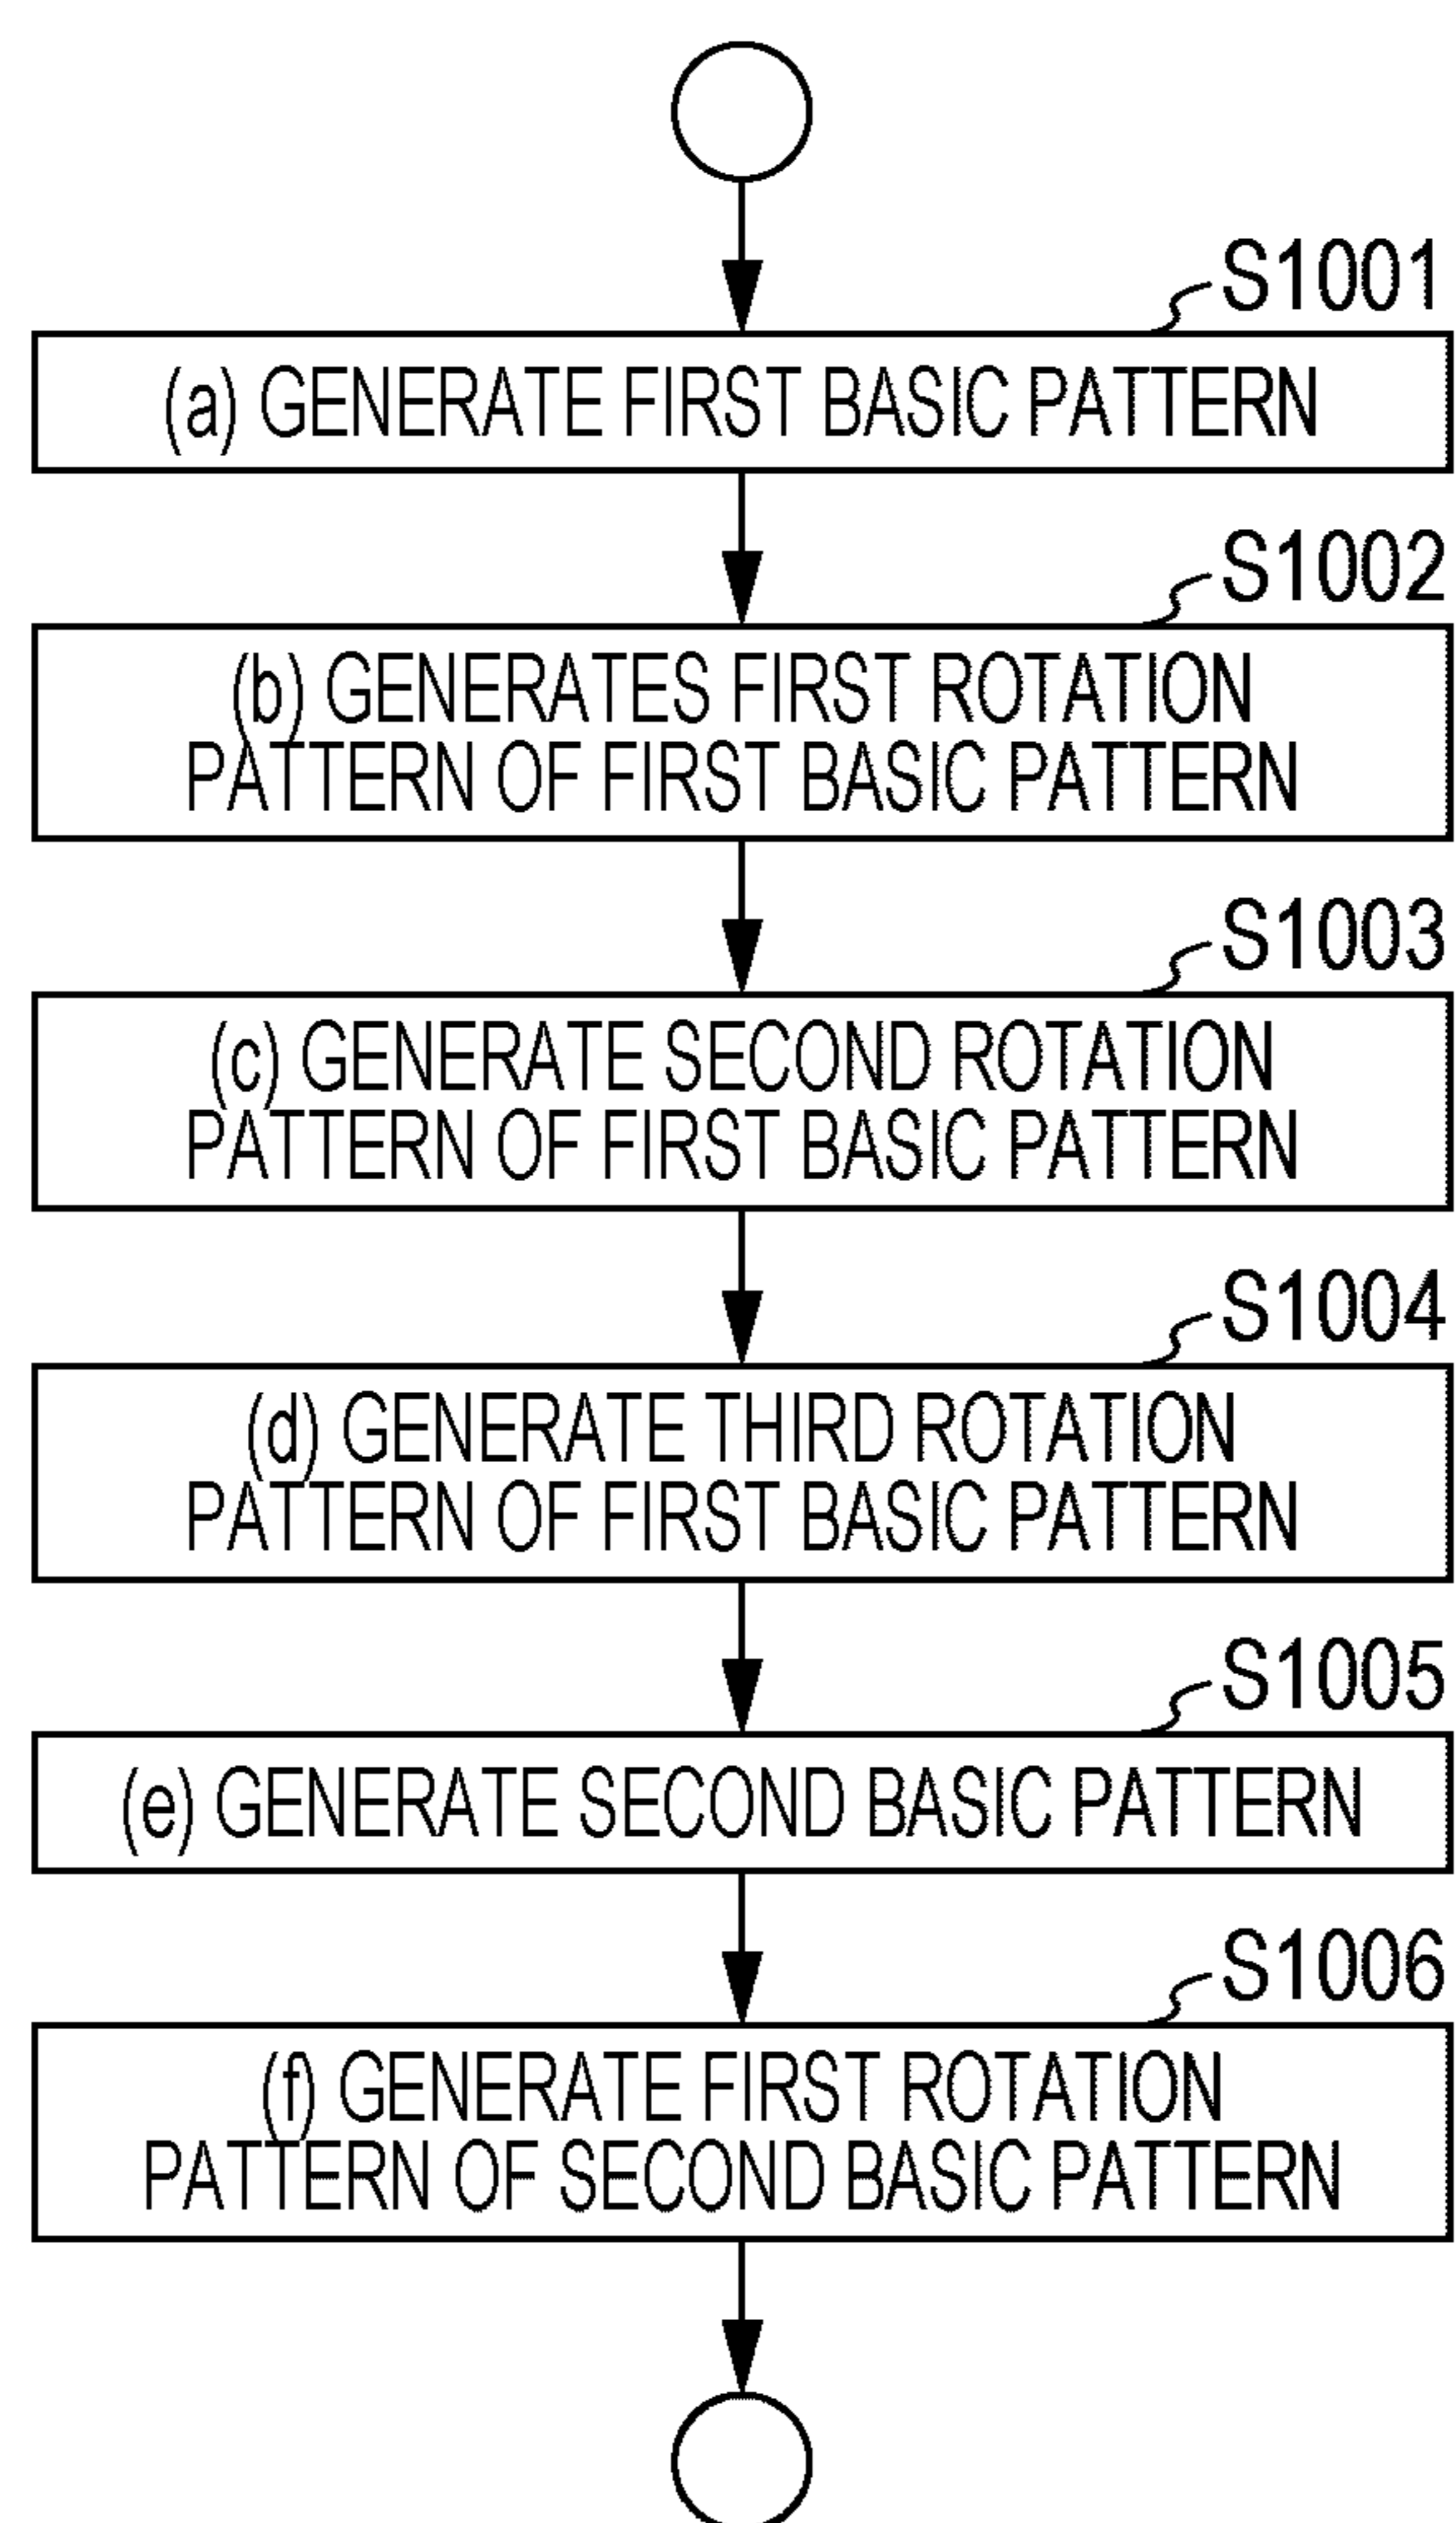 S1001
(a) GENERATE FIRST BASIC PATTERN
S1002
(b) GENERATES FIRST ROTATION
PATTERN OF FIRST BASIC PATTERN
S1003
(c) GENERATE SECOND ROTATION
PATTERN OF FIRST BASIC PATTERN
S1004
(d) GENERATE THIRD ROTATION
PATTERN OF FIRST BASIC PATTERN
S1005
(e) GENERATE SECOND BASIC PATTERN
S1006
(f) GENERATE FIRST ROTATION
PATTERN OF SECOND BASIC PATTERN